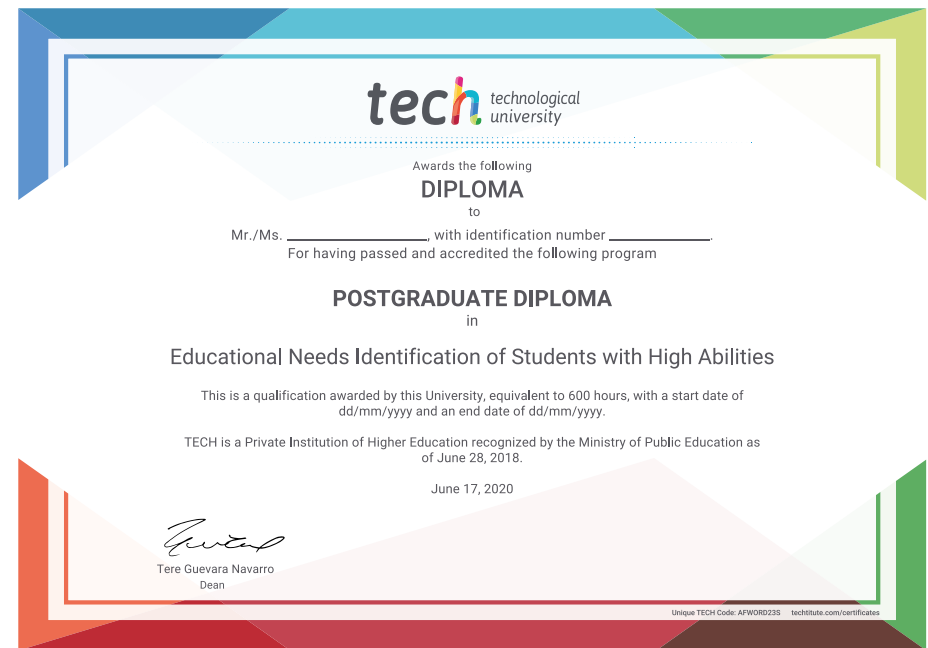 tech technological
university
Awards the following
DIPLOMA
to
Mr./Ms. ____________________, with identification number ______________.
For having passed and accredited the following program
POSTGRADUATE DIPLOMA
in
Educational Needs Identification of Students with High Abilities
This is a qualification awarded by this University, equivalent to 600 hours, with a start date of
dd/mm/yyyy and an end date of dd/mm/yyyy.
TECH is a Private Institution of Higher Education recognized by the Ministry of Public Education as
of June 28, 2018.
June 17, 2020
Tere Guevara Navarro
Dean
Unique TECH Code: AFWORD23S techtitute.com/certificates